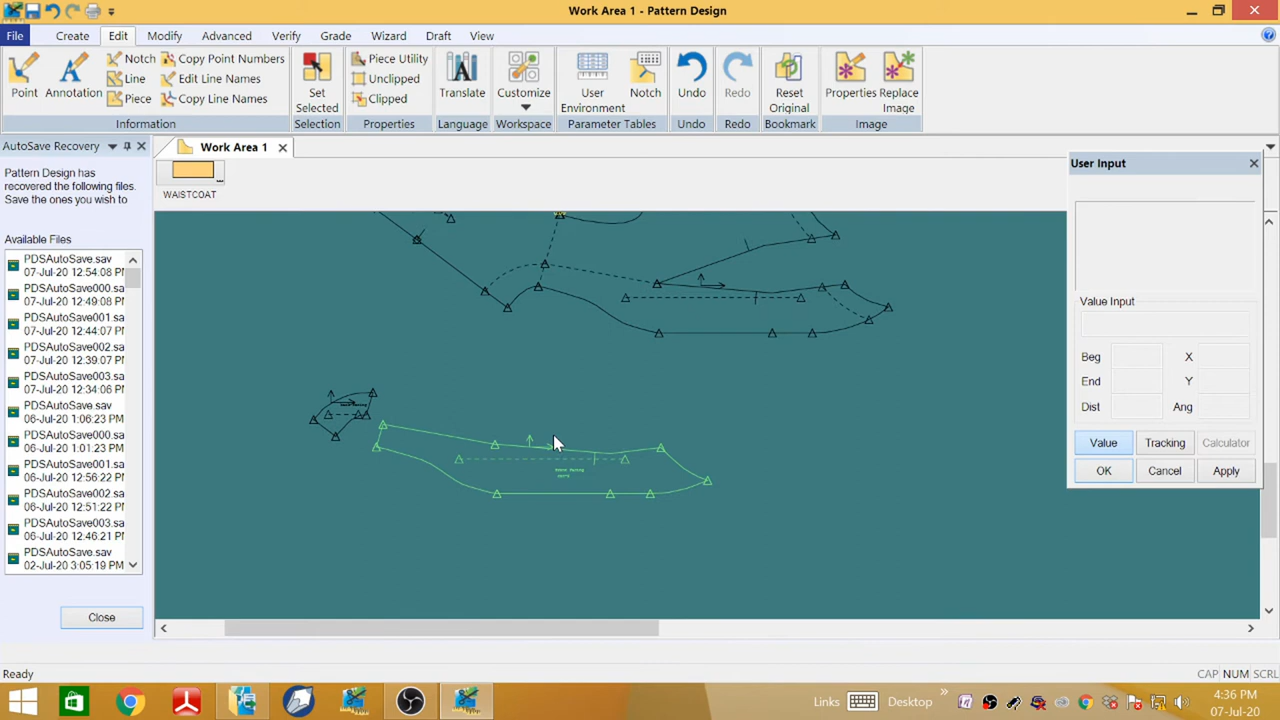 Work Area 1 - Pattern Design
File Create Edit Modify Advanced Verify Grade Wizard Draft View
Point
Annotation
Notch
Line
Piece
Copy Point Numbers
Edit Line Names
Copy Line Names
Information
Set
Selected
Selection
Piece Utility
Unclipped
Clipped
Properties
Translate
Language
Customize
Workspace
User
Environment
Notch
Parameter Tables
Undo
Undo
Redo
Redo
Reset
Original
Bookmark
Properties
Replace
Image
Image
AutoSave Recovery
Pattern Design has
recovered the following files.
Save the ones you wish to
Available Files
PDSAutoSave.sav
07-Jul-20 12:54:08 PM
PDSAutoSave000.sa
07-Jul-20 12:49:08 PM
PDSAutoSave001.sa
07-Jul-20 12:44:07 PM
PDSAutoSave002.sa
07-Jul-20 12:39:07 PM
PDSAutoSave003.sa
07-Jul-20 12:34:06 PM
PDSAutoSave.sav
06-Jul-20 1:06:23 PM
PDSAutoSave000.sa
06-Jul-20 1:01:23 PM
PDSAutoSave001.sa
06-Jul-20 12:56:22 PM
PDSAutoSave002.sa
06-Jul-20 12:51:22 PM
PDSAutoSave003.sa
06-Jul-20 12:46:21 PM
PDSAutoSave.sav
02-Jul-20 3:05:19 PM
Close
Work Area 1
WAISTCOAT
User Input
Value Input
Beg X
End Y
Dist Ang
Value Tracking Calculator
OK Cancel Apply
Ready
CAP NUM SCRL
Links Desktop
4:36 PM
07-Jul-20